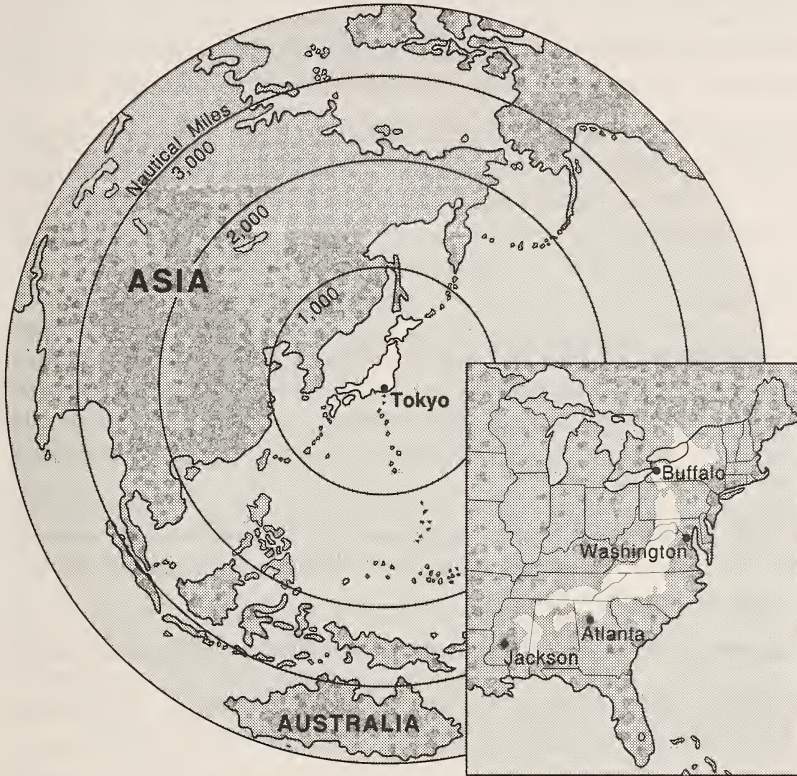 Nautical Miles
3,000
2,000
ASIA
1,000
Tokyo
Buffalo
Washington
Atlanta
Jackson
AUSTRALIA